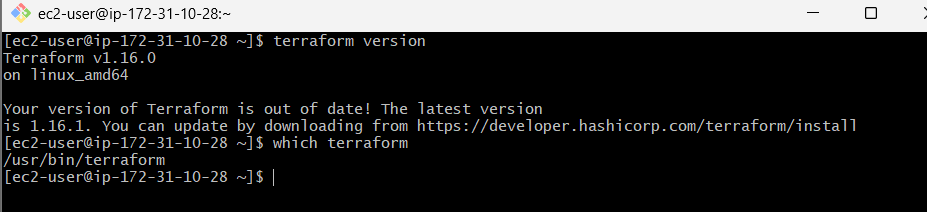 ec2-user@ip-172-31-10-28:~
[ec2-user@ip-172-31-10-28 ~]$ terraform version
Terraform v1.16.0
on linux_amd64
Your version of Terraform is out of date! The latest version
is 1.16.1. You can update by downloading from https://developer.hashicorp.com/terraform/install
[ec2-user@ip-172-31-10-28 ~]$ which terraform
/usr/bin/terraform
[ec2-user@ip-172-31-10-28 ~]$